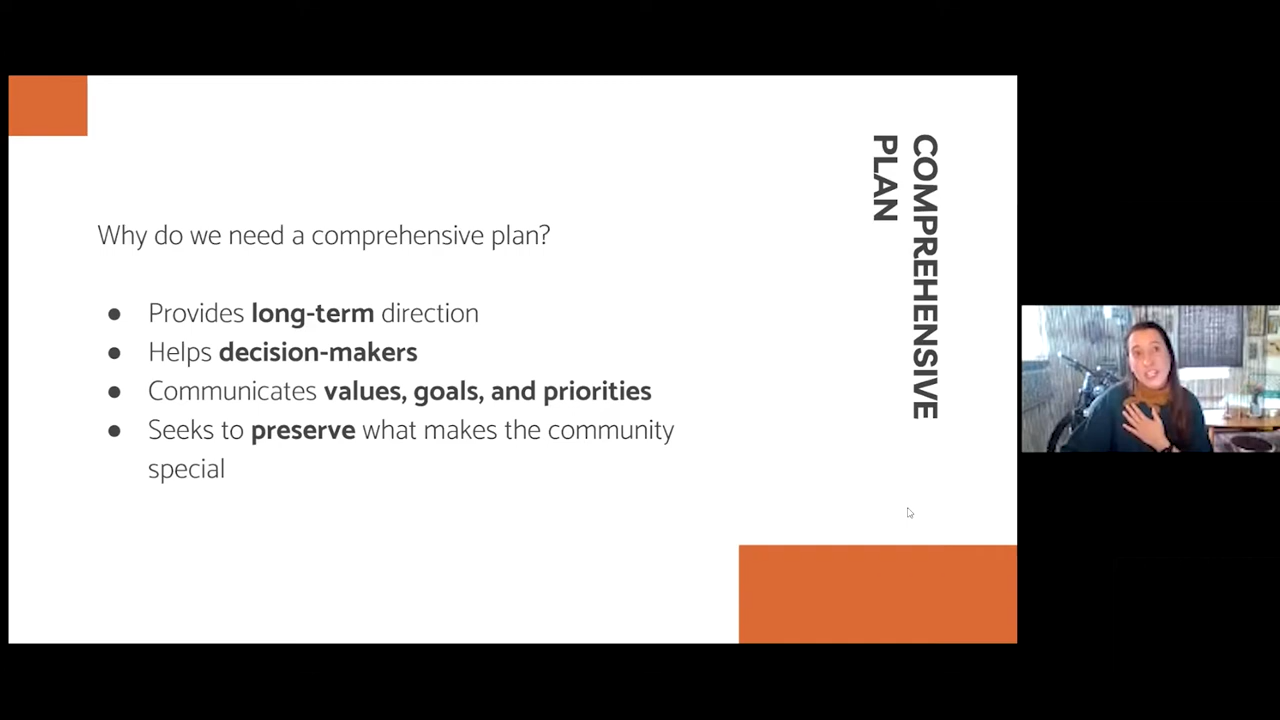 COMPREHENSIVE
PLAN
Why do we need a comprehensive plan?
● Provides long-term direction
● Helps decision-makers
● Communicates values, goals, and priorities
● Seeks to preserve what makes the community
special